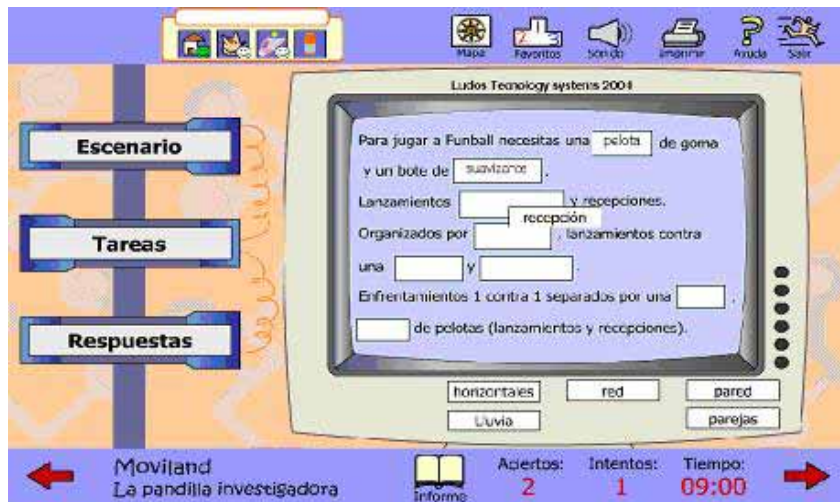 Mapa
Favoritos
Sonido
Imprimir
Ayuda
Salir
Ludos Tecnology systems 2004
Escenario
Tareas
Respuestas
Para jugar a Funball necesitas una pelota de goma
y un bote de suavizante .
Lanzamientos y recepciones.
recepción
Organizados por , lanzamientos contra
una y .
Enfrentamientos 1 contra 1 separados por una .
de pelotas (lanzamientos y recepciones).
horizontales
red
pared
Lluvia
parejas
Moviland
La pandilla investigadora
Informe
Aciertos:
2
Intentos:
1
Tiempo:
09:00